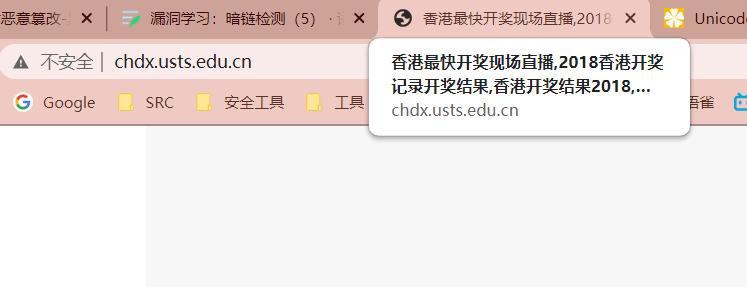 恶意篡改-
漏洞学习：暗链检测（5） ·
香港最快开奖现场直播,2018
Unicod
不安全 | chdx.usts.edu.cn
香港最快开奖现场直播,2018香港开奖
记录开奖结果,香港开奖结果2018,...
chdx.usts.edu.cn
Google
SRC
安全工具
工具
语雀